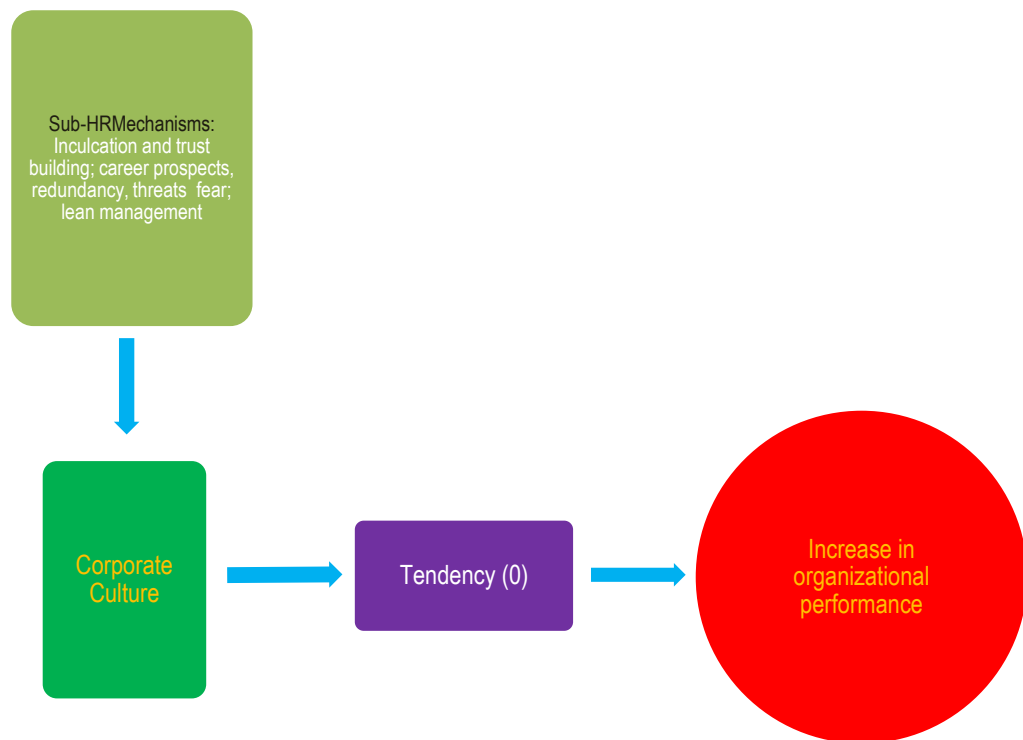 Sub-HRMechanisms:
Inculcation and trust
building; career prospects,
redundancy, threats  fear;
lean management
Corporate
Culture
Tendency (0)
Increase in
organizational
performance